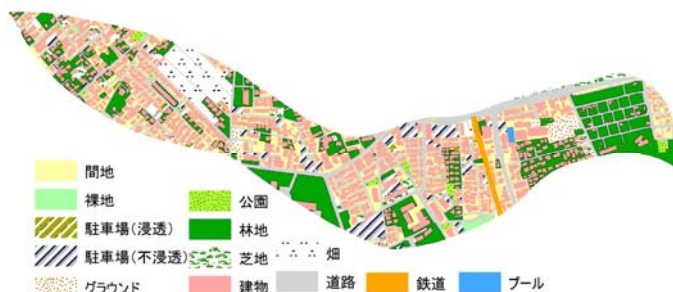 間地
裸地
駐車場(浸透)
駐車場(不浸透)
グラウンド
公園
林地
芝地
建物
畑
道路
鉄道
プール